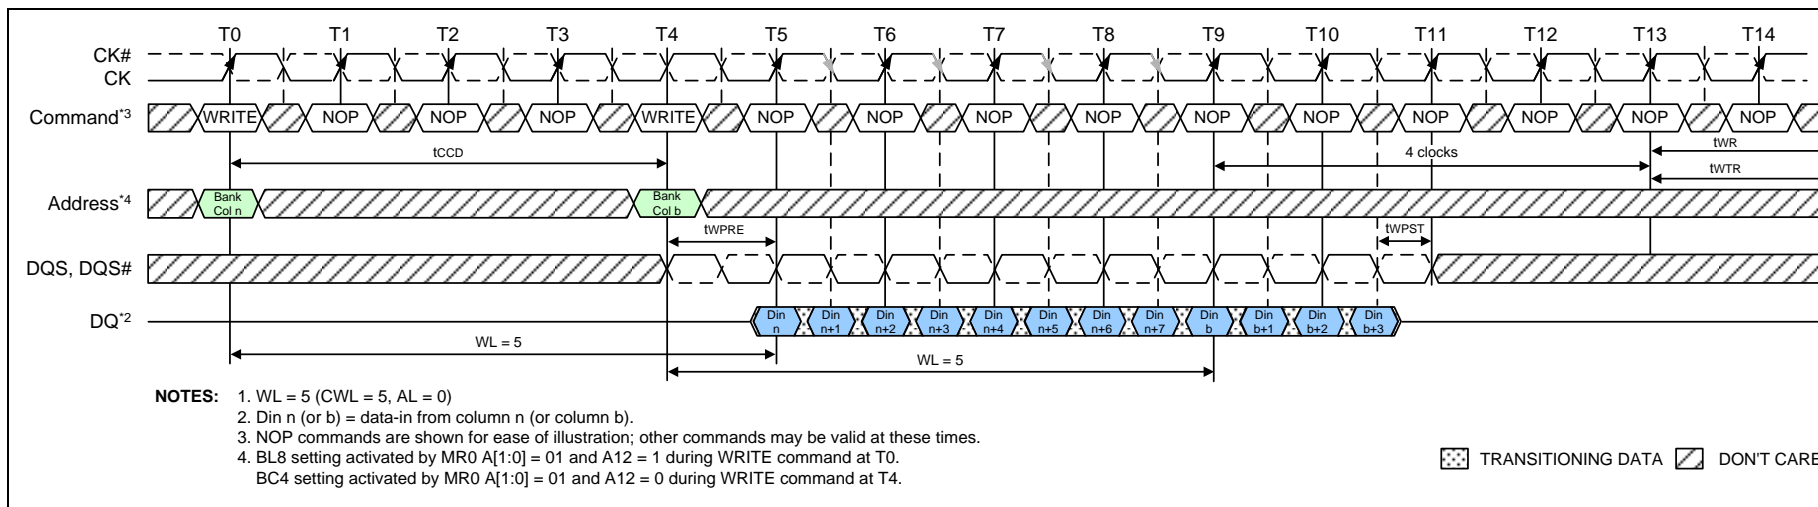 T0 T1 T2 T3 T4 T5 T6 T7 T8 T9 T10 T11 T12 T13 T14
CK#
CK
Command*3 WRITE NOP NOP NOP WRITE NOP NOP NOP NOP NOP NOP NOP NOP NOP NOP
tCCD 4 clocks tWR
tWTR
Address*4 Bank Col n Bank Col b
tWPRE tWPST
DQS, DQS#
DQ*2 Din n Din n+1 Din n+2 Din n+3 Din n+4 Din n+5 Din n+6 Din n+7 Din b Din b+1 Din b+2 Din b+3
WL = 5
WL = 5
NOTES: 1. WL = 5 (CWL = 5, AL = 0)
2. Din n (or b) = data-in from column n (or column b).
3. NOP commands are shown for ease of illustration; other commands may be valid at these times.
4. BL8 setting activated by MR0 A[1:0] = 01 and A12 = 1 during WRITE command at T0.
BC4 setting activated by MR0 A[1:0] = 01 and A12 = 0 during WRITE command at T4.
TRANSITIONING DATA DON'T CARE